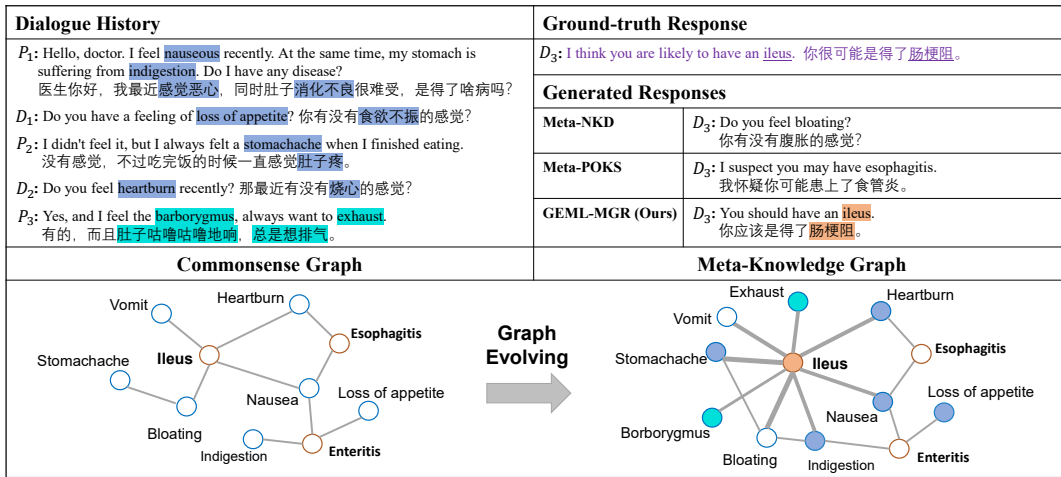 Dialogue History
P1: Hello, doctor. I feel nauseous recently. At the same time, my stomach is
suffering from indigestion. Do I have any disease?
医生你好，我最近感觉恶心，同时肚子消化不良很难受，是得了啥病吗?
D1: Do you have a feeling of loss of appetite? 你有没有食欲不振的感觉?
P2: I didn't feel it, but I always felt a stomachache when I finished eating.
没有感觉，不过吃完饭的时候一直感觉肚子疼。
D2: Do you feel heartburn recently? 那最近有没有烧心的感觉?
P3: Yes, and I feel the barborygmus, always want to exhaust.
有的，而且肚子咕噜咕噜地响，总是想排气。
Ground-truth Response
D3: I think you are likely to have an ileus. 你很可能是得了肠梗阻。
Generated Responses
Meta-NKD
D3: Do you feel bloating?
你有没有腹胀的感觉?
Meta-POKS
D3: I suspect you may have esophagitis.
我怀疑你可能患上了食管炎。
GEML-MGR (Ours)
D3: You should have an ileus.
你应该是得了肠梗阻。
Commonsense Graph
Vomit
Heartburn
Ileus
Esophagitis
Stomachache
Nausea
Loss of appetite
Bloating
Indigestion
Enteritis
Graph
Evolving
Meta-Knowledge Graph
Exhaust
Heartburn
Vomit
Stomachache
Ileus
Esophagitis
Loss of appetite
Nausea
Borborygmus
Bloating
Indigestion
Enteritis